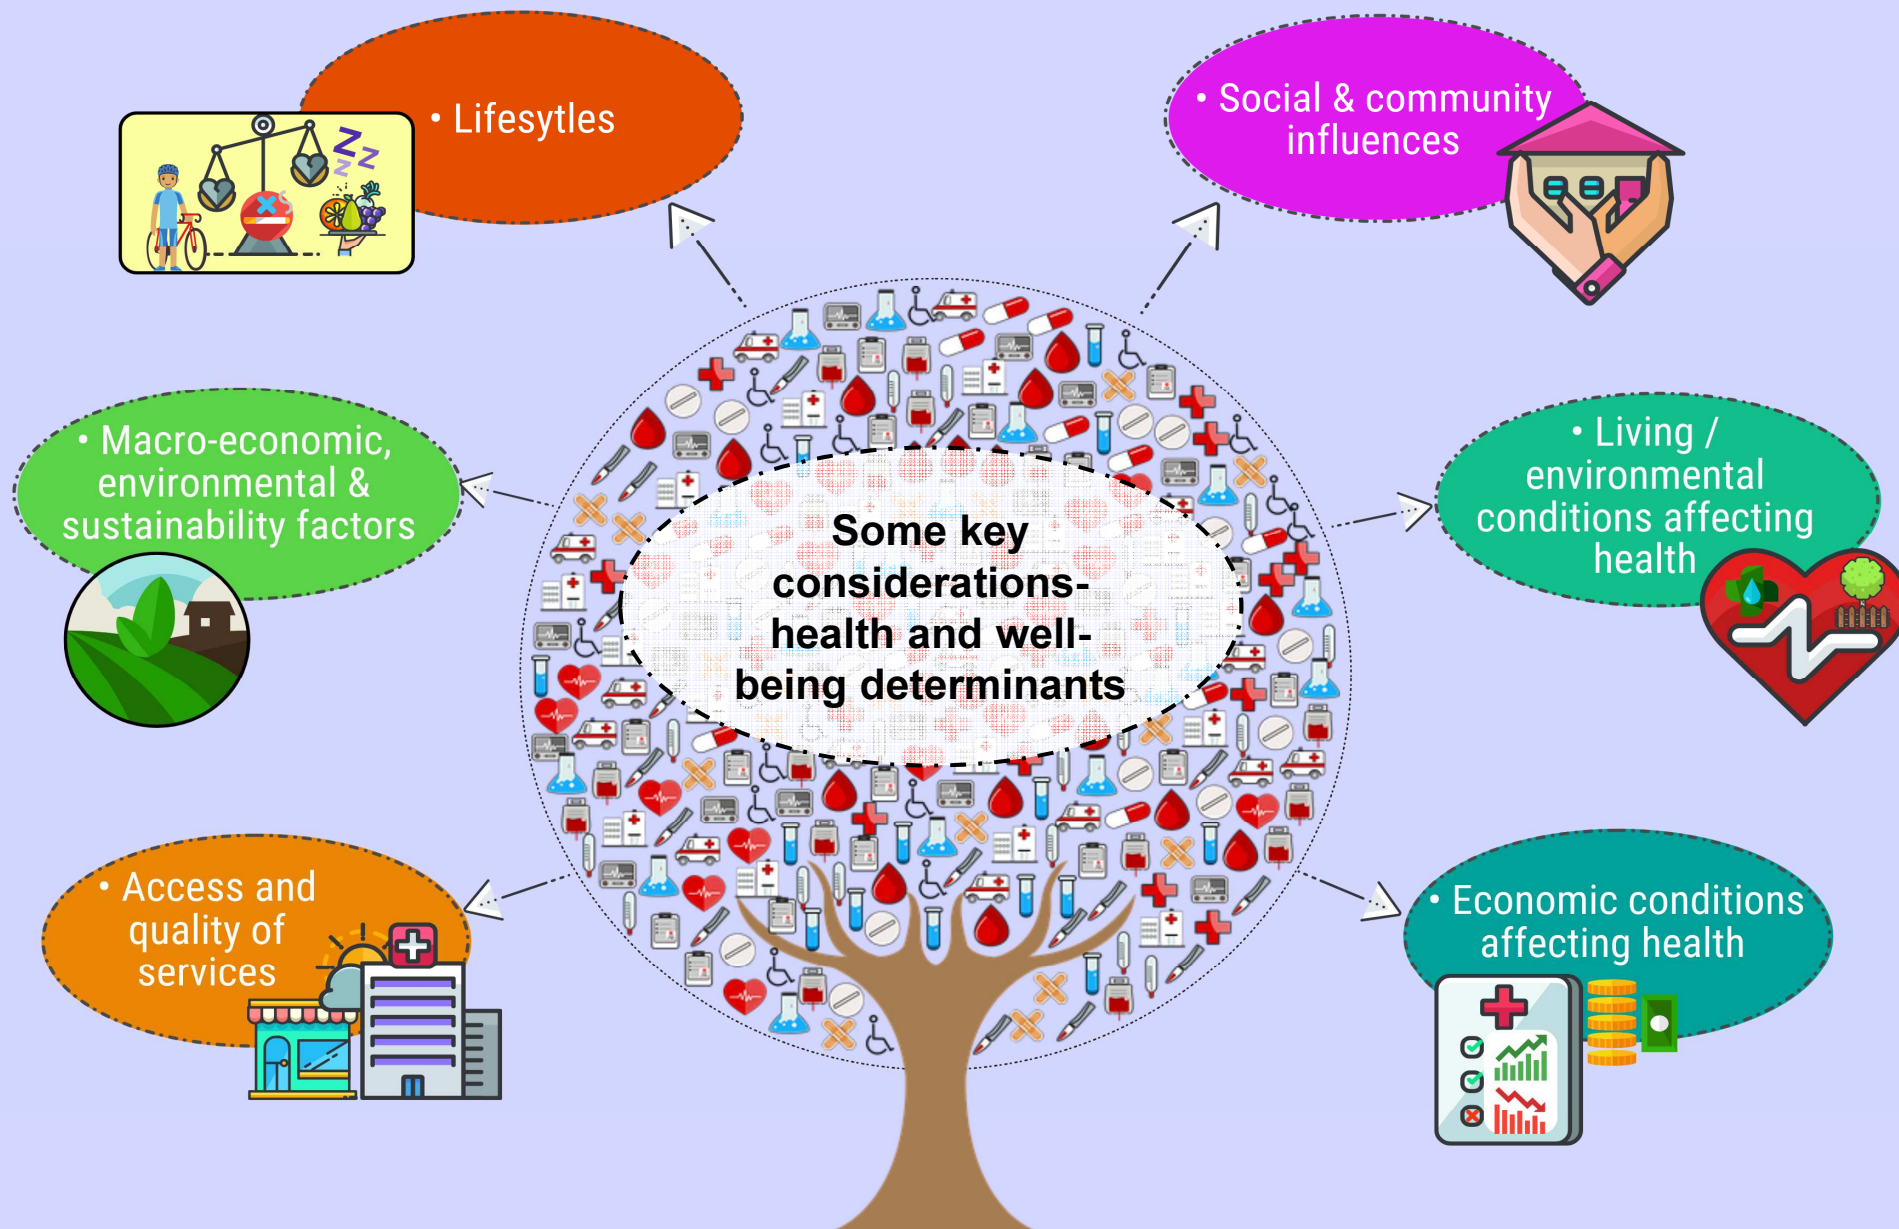 • Lifesytles
• Social & community
influences
• Macro-economic,
environmental &
sustainability factors
Some key
considerations-
health and well-
being determinants
• Living /
environmental
conditions affecting
health
• Access and
quality of
services
• Economic conditions
affecting health
Z
Z
Z